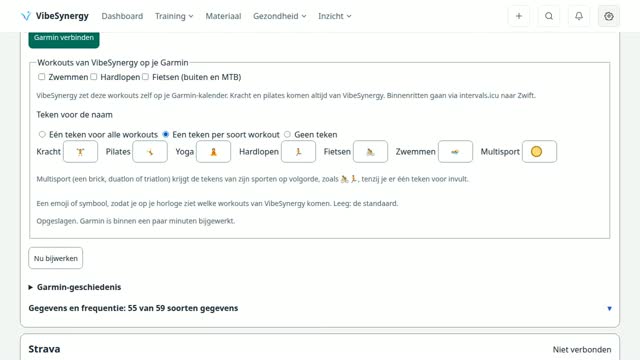 VibeSynergy Dashboard Training Materiaal Gezondheid Inzicht
Garmin verbinden
Workouts van VibeSynergy op je Garmin
Zwemmen Hardlopen Fietsen (buiten en MTB)
VibeSynergy zet deze workouts zelf op je Garmin-kalender. Kracht en pilates komen altijd van VibeSynergy. Binnenritten gaan via intervals.icu naar Zwift.
Teken voor de naam
Eén teken voor alle workouts Een teken per soort workout Geen teken
Kracht Pilates Yoga Hardlopen Fietsen Zwemmen Multisport
Multisport (een brick, duatlon of triatlon) krijgt de tekens van zijn sporten op volgorde, zoals 🚴🏃, tenzij je er één teken voor invult.
Een emoji of symbool, zodat je op je horloge ziet welke workouts van VibeSynergy komen. Leeg: de standaard.
Opgeslagen. Garmin is binnen een paar minuten bijgewerkt.
Nu bijwerken
Garmin-geschiedenis
Gegevens en frequentie: 55 van 59 soorten gegevens
Strava Niet verbonden